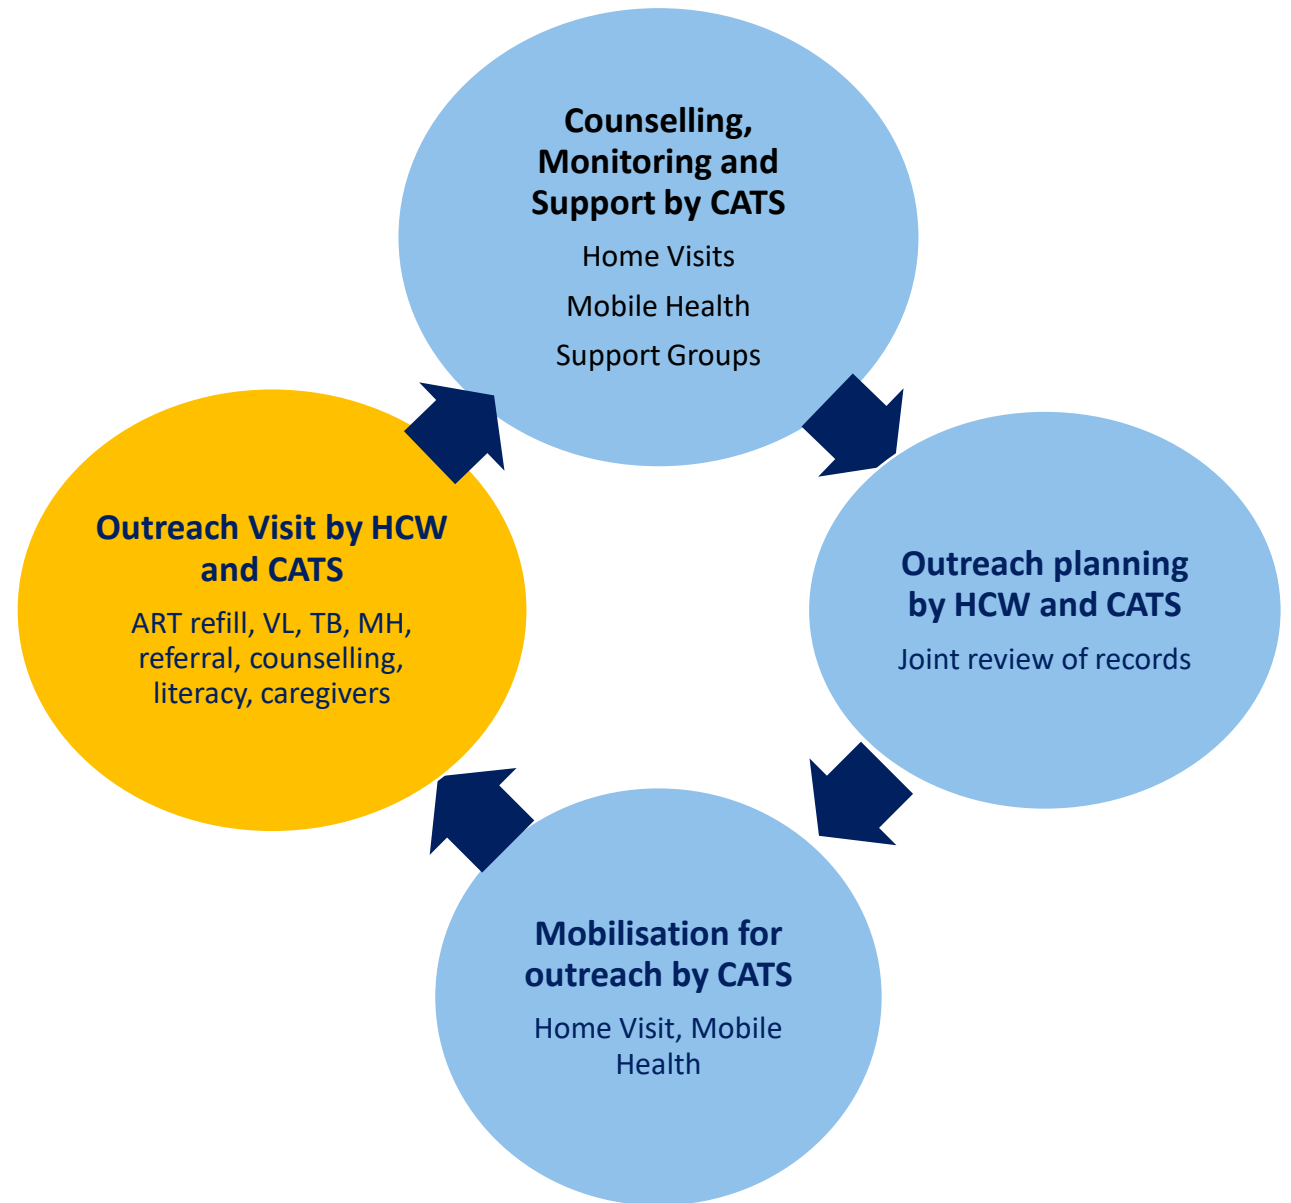 Counselling,
Monitoring and
Support by CATS
Home Visits
Mobile Health
Support Groups
Outreach Visit by HCW
and CATS
ART refill, VL, TB, MH,
referral, counselling,
literacy, caregivers
Outreach planning
by HCW and CATS
Joint review of records
Mobilisation for
outreach by CATS
Home Visit, Mobile
Health